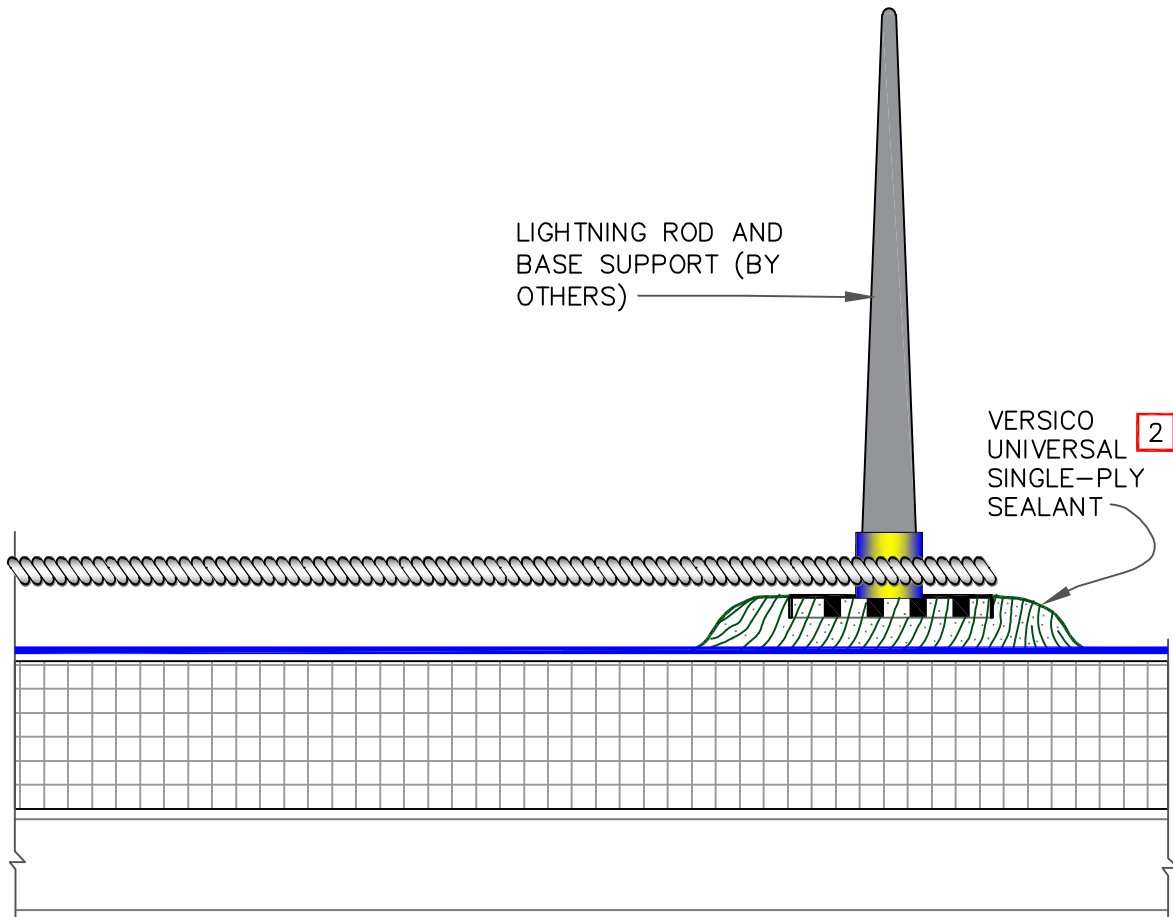 LIGHTNING ROD AND
BASE SUPPORT (BY
OTHERS)
VERSICO
UNIVERSAL
SINGLE-PLY
SEALANT
2